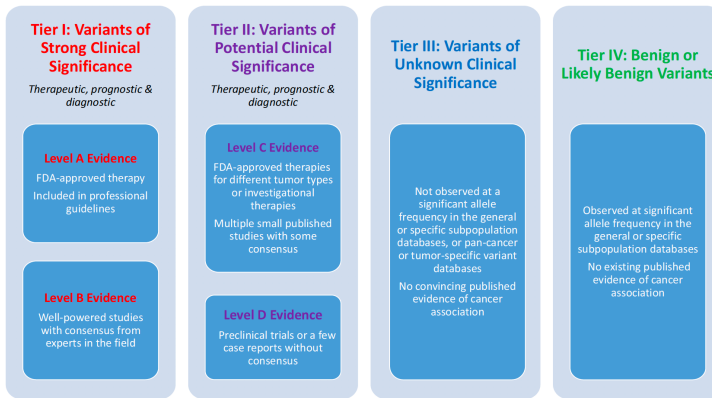 Tier I: Variants of
Strong Clinical
Significance
Therapeutic, prognostic &
diagnostic
Level A Evidence
FDA-approved therapy
Included in professional
guidelines
Level B Evidence
Well-powered studies
with consensus from
experts in the field
Tier II: Variants of
Potential Clinical
Significance
Therapeutic, prognostic &
diagnostic
Level C Evidence
FDA-approved therapies
for different tumor types
or investigational
therapies
Multiple small published
studies with some
consensus
Level D Evidence
Preclinical trials or a few
case reports without
consensus
Tier III: Variants of
Unknown Clinical
Significance
Not observed at a
significant allele
frequency in the general
or specific subpopulation
databases, or pan-cancer
or tumor-specific variant
databases
No convincing published
evidence of cancer
association
Tier IV: Benign or
Likely Benign Variants
Observed at significant
allele frequency in the
general or specific
subpopulation databases
No existing published
evidence of cancer
association